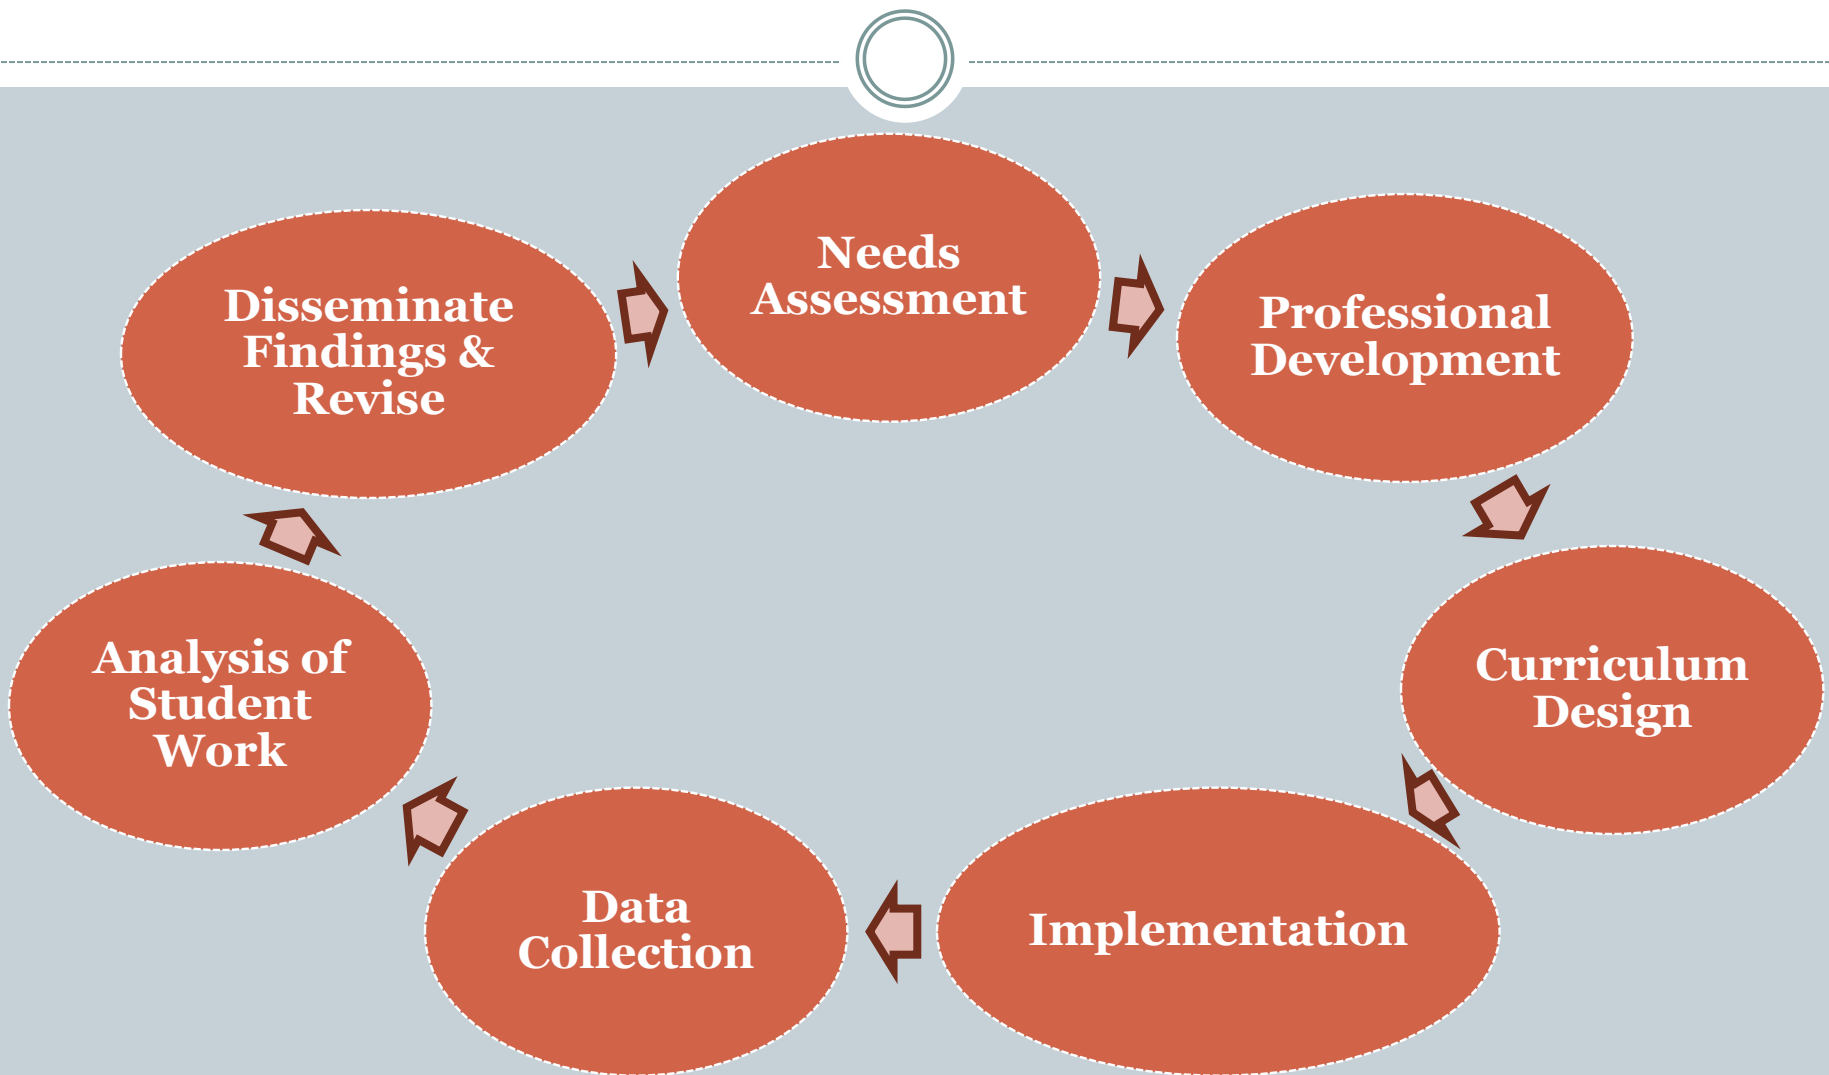 Needs
Assessment
Professional
Development
Curriculum
Design
Implementation
Data
Collection
Analysis of
Student
Work
Disseminate
Findings &
Revise